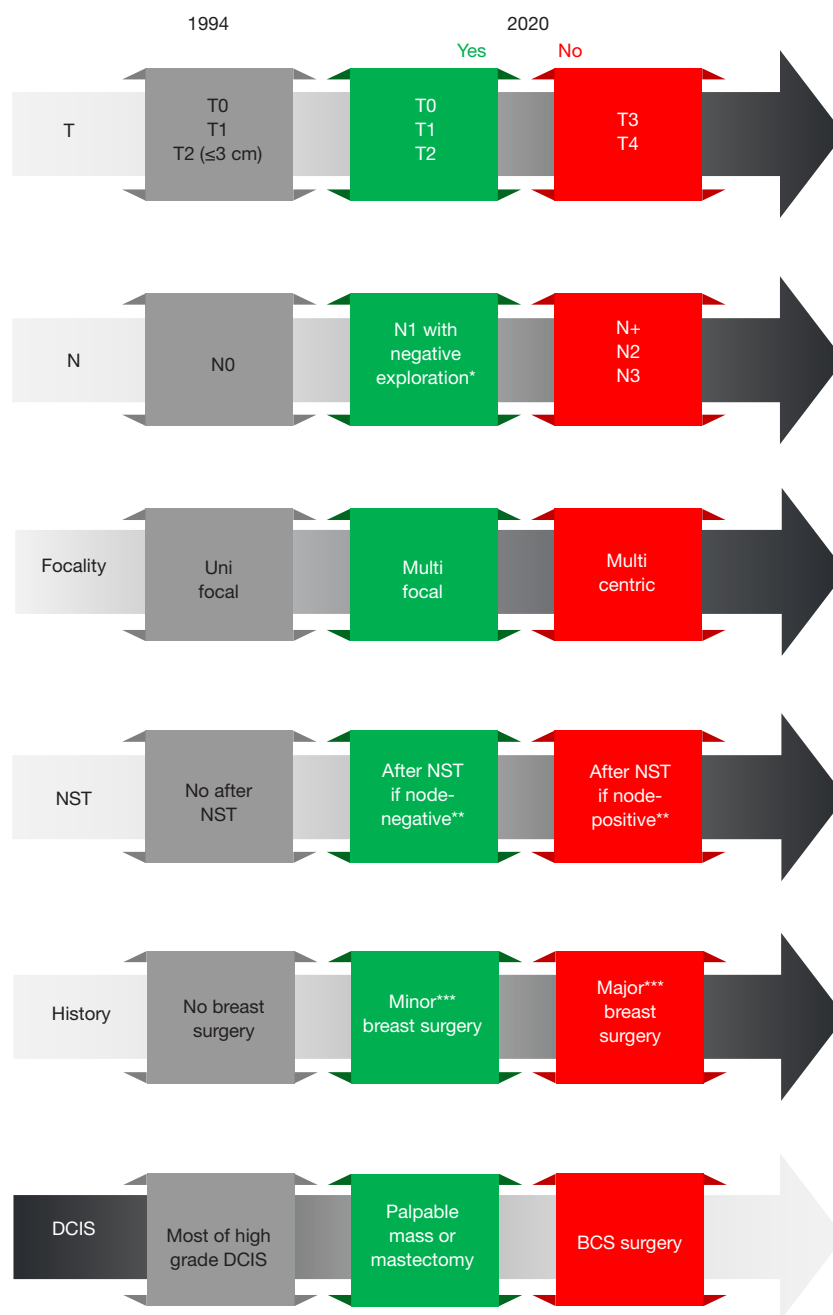 1994
2020
Yes
No
T
T0
T1
T2 (≤3 cm)
T0
T1
T2
T3
T4
N
N0
N1 with
negative
exploration*
N+
N2
N3
Focality
Uni
focal
Multi
focal
Multi
centric
NST
No after
NST
After NST
if node-
negative**
After NST
if node-
positive**
History
No breast
surgery
Minor***
breast surgery
Major***
breast
surgery
DCIS
Most of high
grade DCIS
Palpable
mass or
mastectomy
BCS surgery